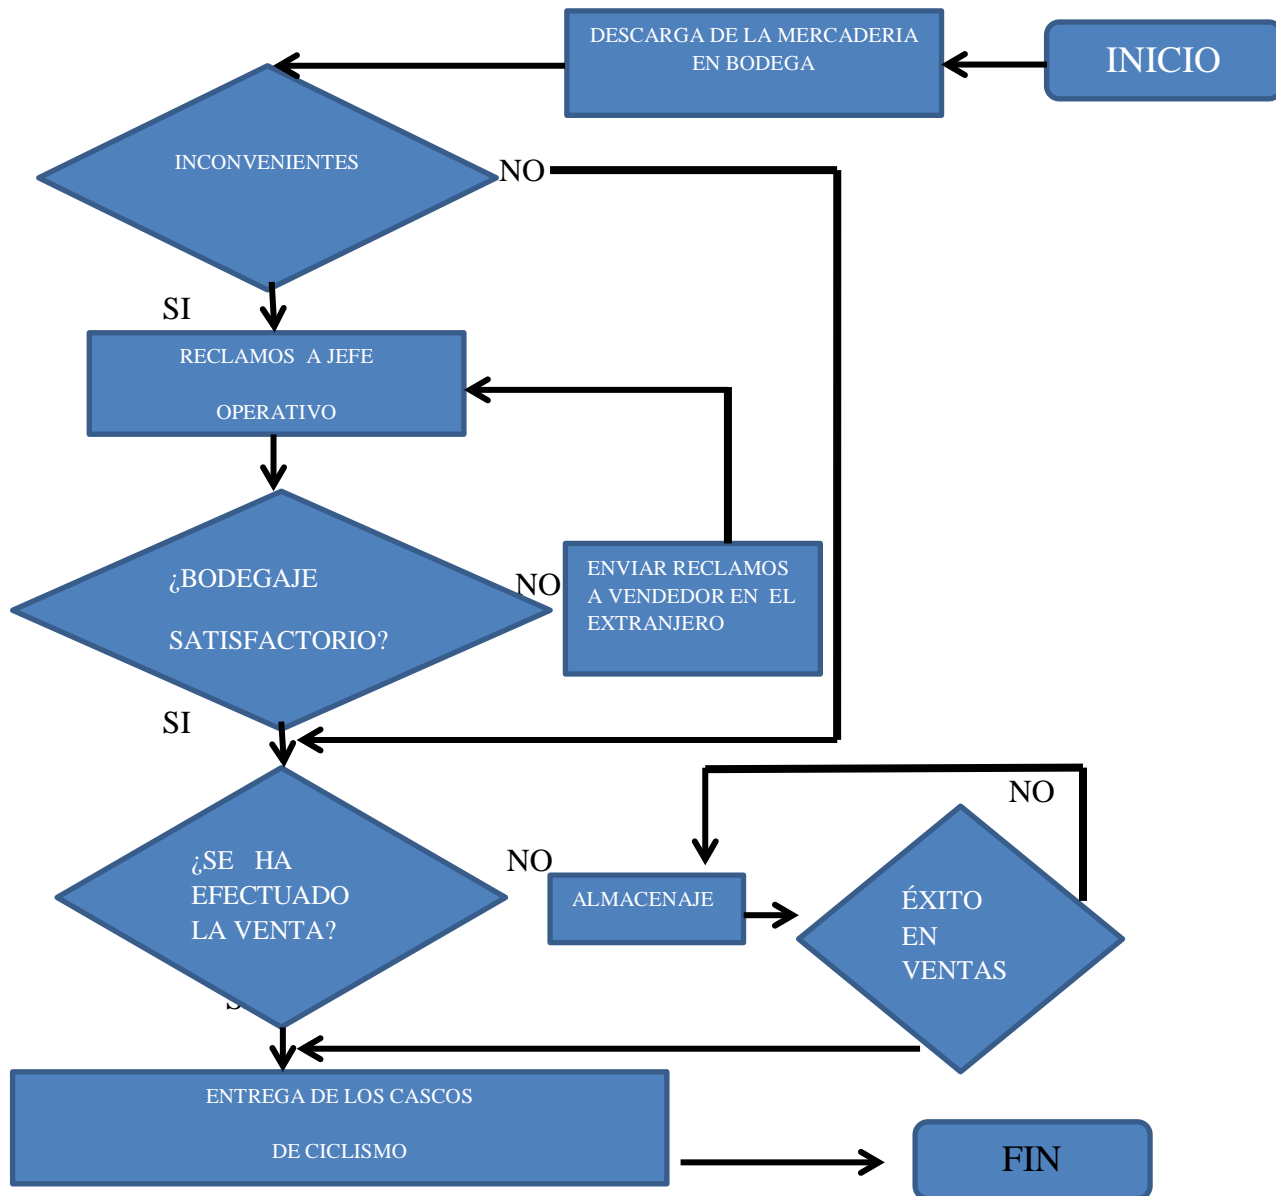 INICIO
DESCARGA DE LA MERCADERIA
EN BODEGA
INCONVENIENTES
NO
SI
RECLAMOS A JEFE
OPERATIVO
¿BODEGAJE
SATISFACTORIO?
NO
ENVIAR RECLAMOS
A VENDEDOR EN EL
EXTRANJERO
SI
¿SE HA
EFECTUADO
LA VENTA?
NO
ALMACENAJE
NO
ÉXITO
EN
VENTAS
ENTREGA DE LOS CASCOS
DE CICLISMO
FIN